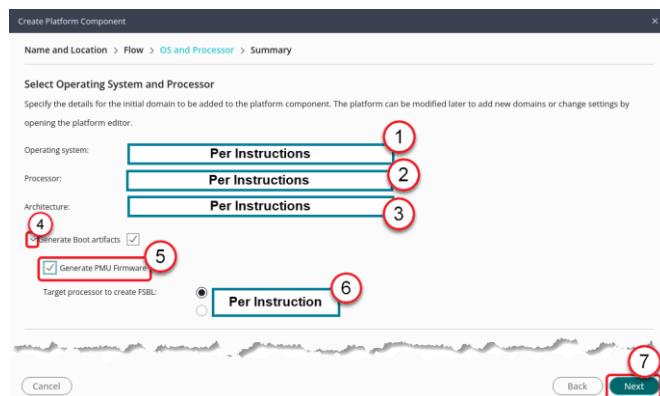 Create Platform Component ×
Name and Location > Flow > OS and Processor > Summary
Select Operating System and Processor
Specify the details for the initial domain to be added to the platform component. The platform can be modified later to add new domains or change settings by
opening the platform editor.
1
Operating system: Per Instructions
2
Processor: Per Instructions
Architecture: Per Instructions
3
4
Generate Boot artifacts
5
Generate PMU Firmware
6
Target processor to create FSBL: Per Instruction
7
Cancel Back Next